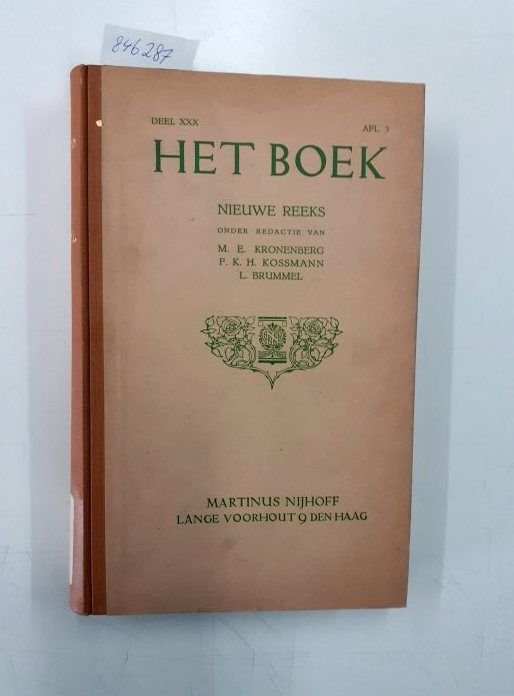 846287
DEEL XXX
AFL. 3
HET BOEK
NIEUWE REEKS
ONDER REDACTIE VAN
M. E. KRONENBERG
F. K. H. KOSSMANN
L. BRUMMEL
MARTINUS NIJHOFF
LANGE VOORHOUT 9 DEN HAAG